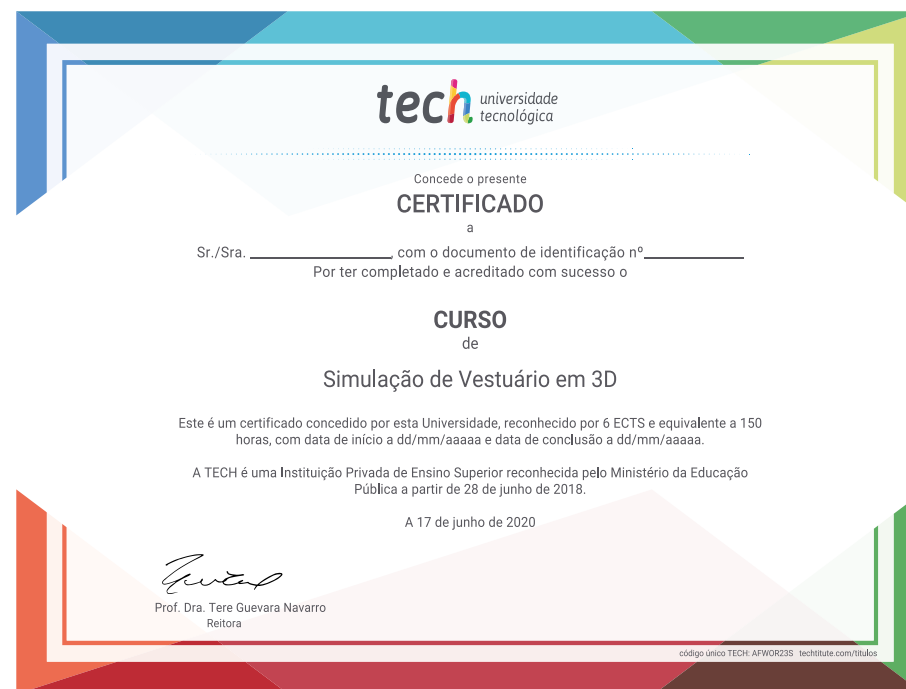 tech universidade
tecnológica
Concede o presente
CERTIFICADO
a
Sr./Sra. ____________________, com o documento de identificação nº______________
Por ter completado e acreditado com sucesso o
CURSO
de
Simulação de Vestuário em 3D
Este é um certificado concedido por esta Universidade, reconhecido por 6 ECTS e equivalente a 150
horas, com data de início a dd/mm/aaaaa e data de conclusão a dd/mm/aaaaa.
A TECH é uma Instituição Privada de Ensino Superior reconhecida pelo Ministério da Educação
Pública a partir de 28 de junho de 2018.
A 17 de junho de 2020
Prof. Dra. Tere Guevara Navarro
Reitora
código único TECH: AFWOR23S techtitute.com/titulos